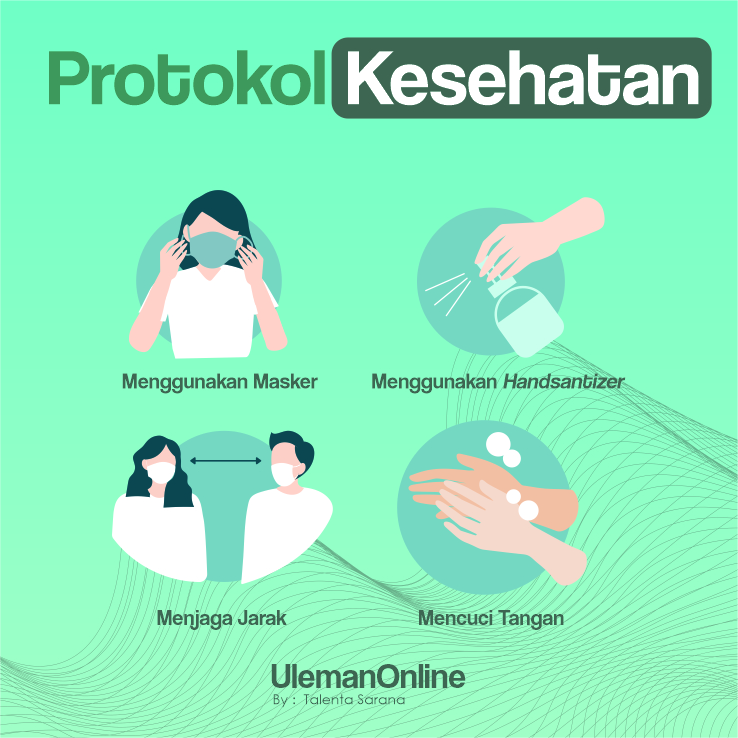 Protokol Kesehatan
Menggunakan Masker
Menggunakan Handsantizer
Menjaga Jarak
Mencuci Tangan
UlemanOnline
By : Talenta Sarana